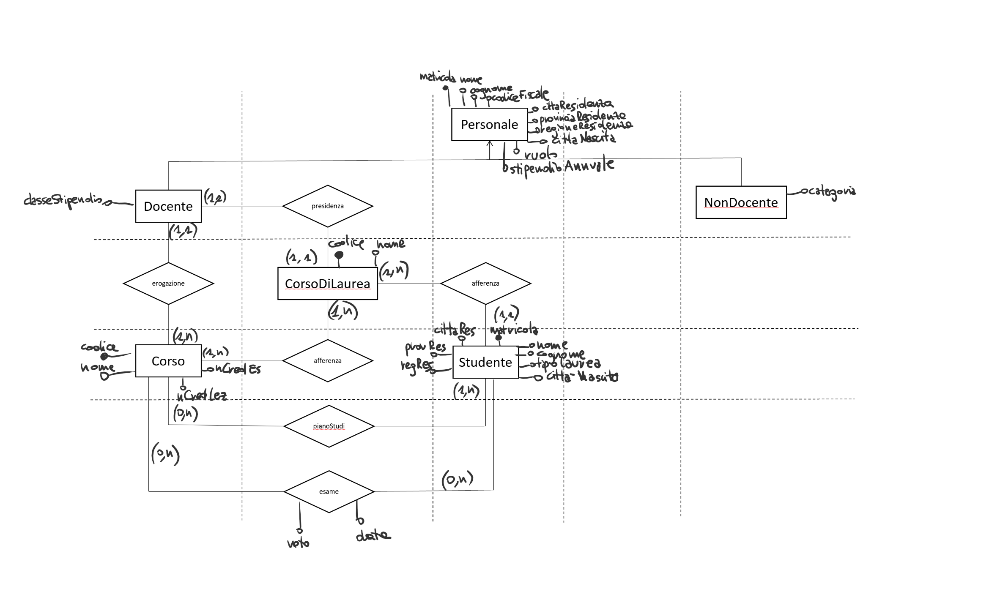 matricola nome
cognome
codiceFiscale
cittaResidenza
provinciaResidenza
regioneResidenza
Personale
cittaNascita
ruolo
stipendioAnnuale
classeStipendio
Docente
presidenza
categoria
NonDocente
(1,1)
codice
nome
(1,1)
(1,n)
erogazione
CorsoDiLaurea
afferenza
(1,n)
(1,1)
cittaRes
matricola
(1,n)
codice
nome
Corso
(1,n)
nCredEs
nCredLez
afferenza
provRes
regRes
Studente
nome
cognome
tipoLaurea
cittaNascita
(1,n)
(0,n)
pianoStudi
(0,n)
esame
(0,n)
voto
data